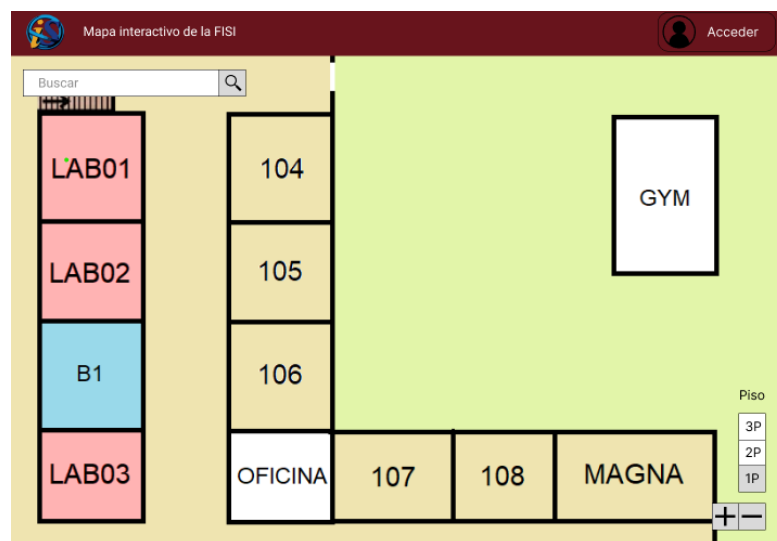 Mapa interactivo de la FISI
Acceder
Buscar
LAB01
104
GYM
LAB02
105
B1
106
Piso
3P
2P
1P
LAB03
OFICINA
107
108
MAGNA
+
−